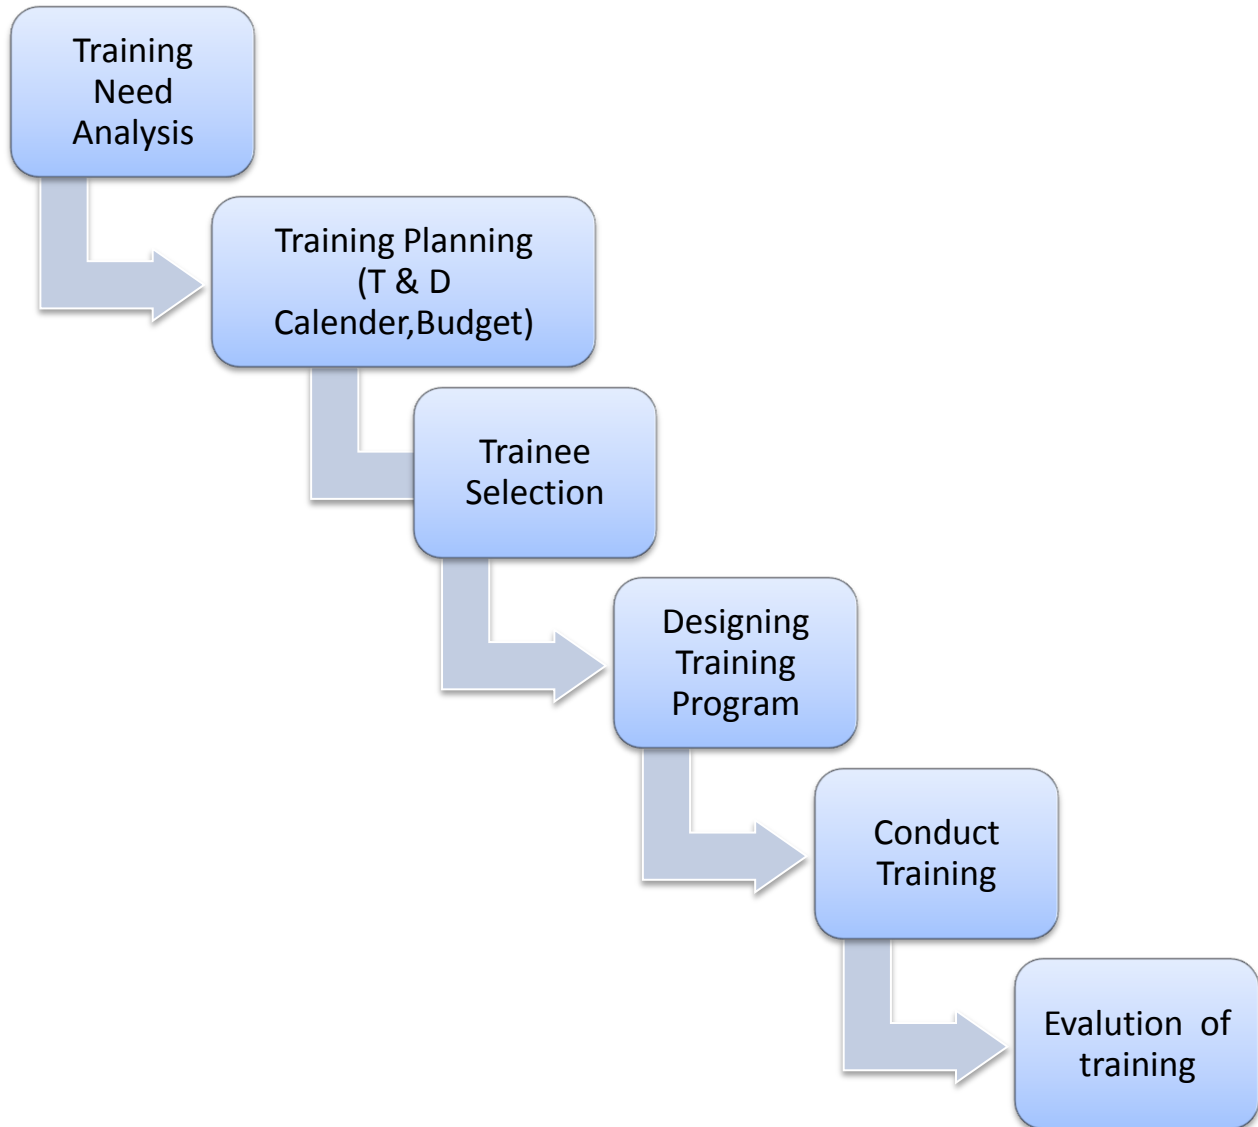 Training
Need
Analysis
Training Planning
(T & D
Calender,Budget)
Trainee
Selection
Designing
Training
Program
Conduct
Training
Evalution of
training